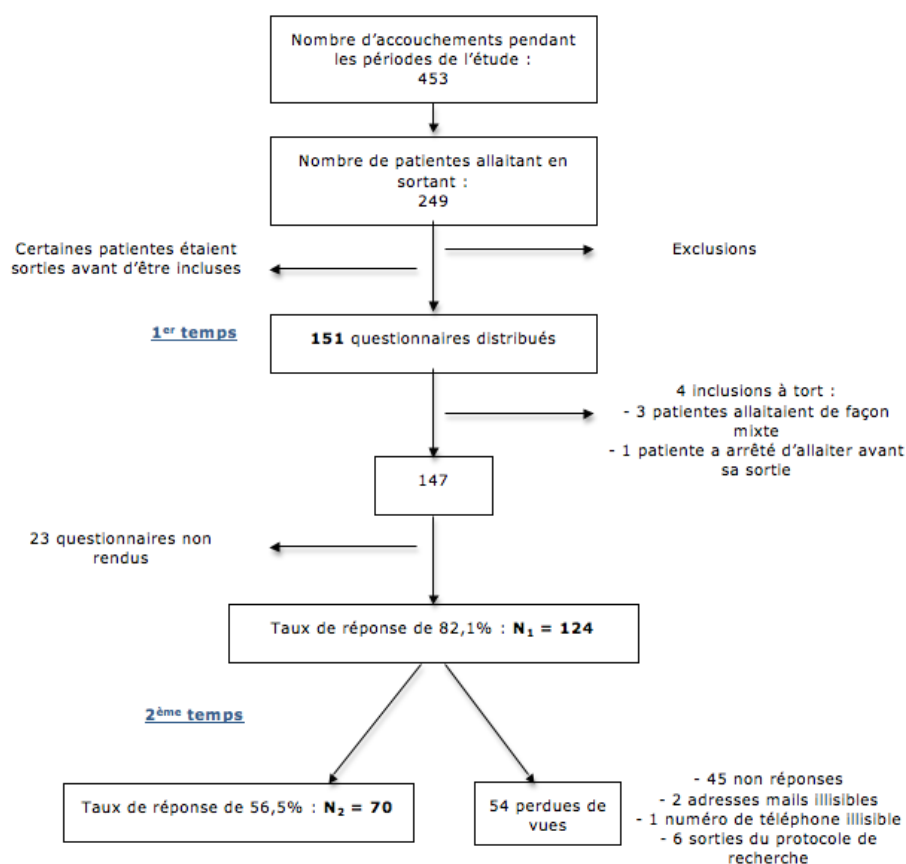 Nombre d'accouchements pendant
les périodes de l'étude :
453
Nombre de patientes allaitant en
sortant :
249
Certaines patientes étaient
sorties avant d'être incluses
Exclusions
1er temps
151 questionnaires distribués
4 inclusions à tort :
- 3 patientes allaitaient de façon
mixte
- 1 patiente a arrêté d'allaiter avant
sa sortie
147
23 questionnaires non
rendus
Taux de réponse de 82,1% : N1 = 124
2ème temps
Taux de réponse de 56,5% : N2 = 70
54 perdues de
vues
- 45 non réponses
- 2 adresses mails illisibles
- 1 numéro de téléphone illisible
- 6 sorties du protocole de
recherche